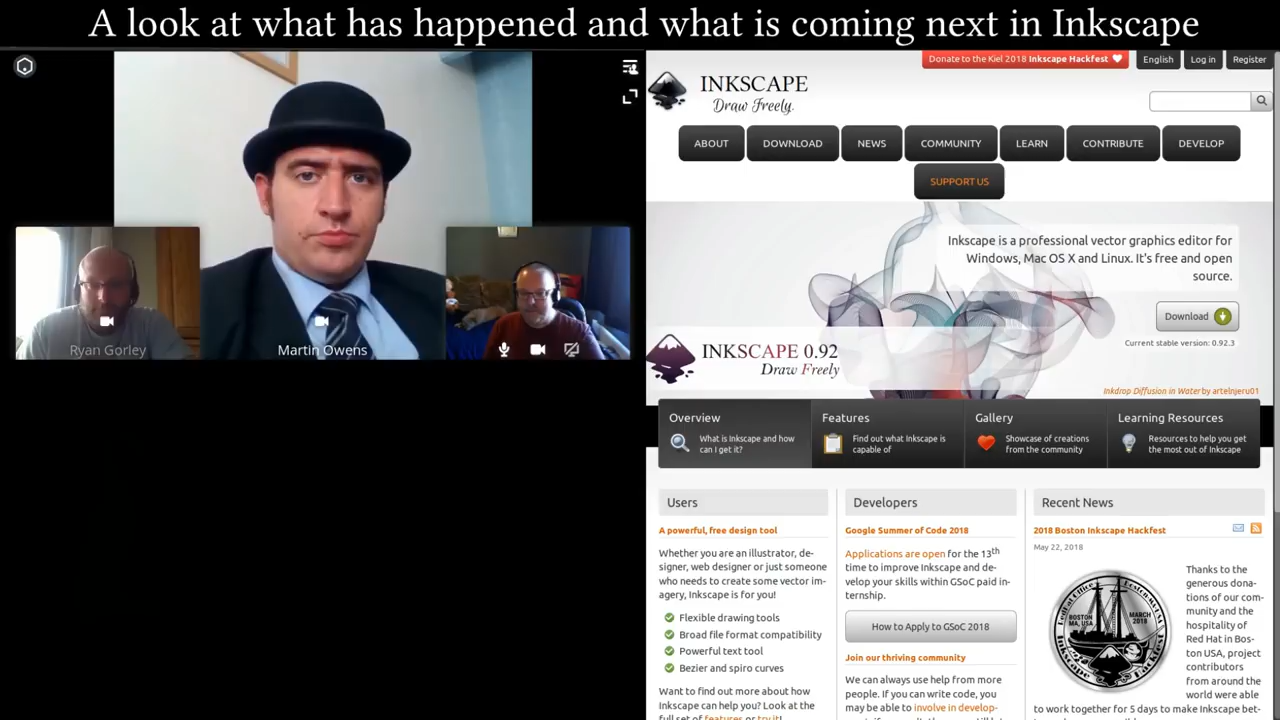 A look at what has happened and what is coming next in Inkscape
Ryan Gorley
Martin Owens
Donate to the Kiel 2018 Inkscape Hackfest
English
Log in
Register
INKSCAPE
Draw Freely.
ABOUT
DOWNLOAD
NEWS
COMMUNITY
LEARN
CONTRIBUTE
DEVELOP
SUPPORT US
Inkscape is a professional vector graphics editor for
Windows, Mac OS X and Linux. It's free and open
source.
Download
Current stable version: 0.92.3
INKSCAPE 0.92
Draw Freely
Inkdrop Diffusion in Water by artelnjeru01
Overview
What is Inkscape and how
can I get it?
Features
Find out what Inkscape is
capable of
Gallery
Showcase of creations
from the community
Learning Resources
Resources to help you get
the most out of Inkscape
Users
A powerful, free design tool
Whether you are an illustrator, de-
signer, web designer or just someone
who needs to create some vector im-
agery, Inkscape is for you!
Flexible drawing tools
Broad file format compatibility
Powerful text tool
Bezier and spiro curves
Want to find out more about how
Inkscape can help you? Look at the
full set of features or try it!
Developers
Google Summer of Code 2018
Applications are open for the 13th
time to improve Inkscape and de-
velop your skills within GSoC paid in-
ternship.
How to Apply to GSoC 2018
Join our thriving community
We can always use help from more
people. If you can write code, you
may be able to involve in develop-
Recent News
2018 Boston Inkscape Hackfest
May 22, 2018
BOSTON
MA, USA
MARCH
2018
Thanks to the
generous dona-
tions of our com-
munity and the
hospitality of
Red Hat in Bos-
ton USA, project
contributors
from around the
world were able
to work together for 5 days to make Inkscape bet-